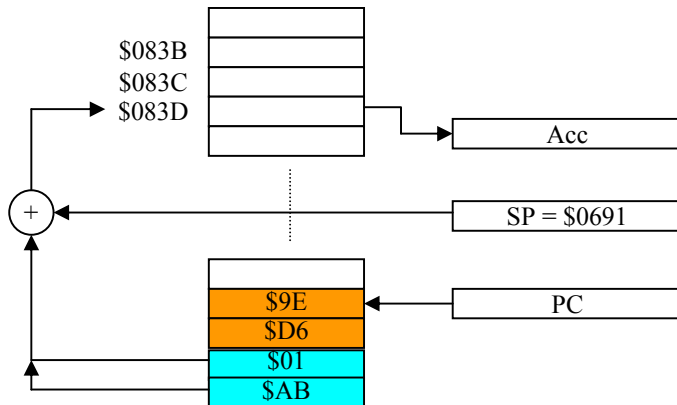 $083B
$083C
$083D
Acc
+
SP = $0691
$9E
PC
$D6
$01
$AB